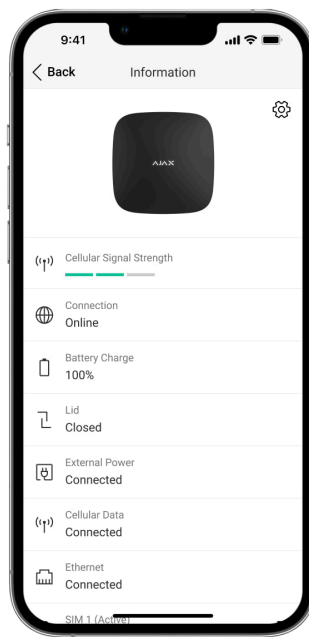 9:41
Back
Information
AJAX
Cellular Signal Strength
Connection
Online
Battery Charge
100%
Lid
Closed
External Power
Connected
Cellular Data
Connected
Ethernet
Connected
SIM 1 (Active)